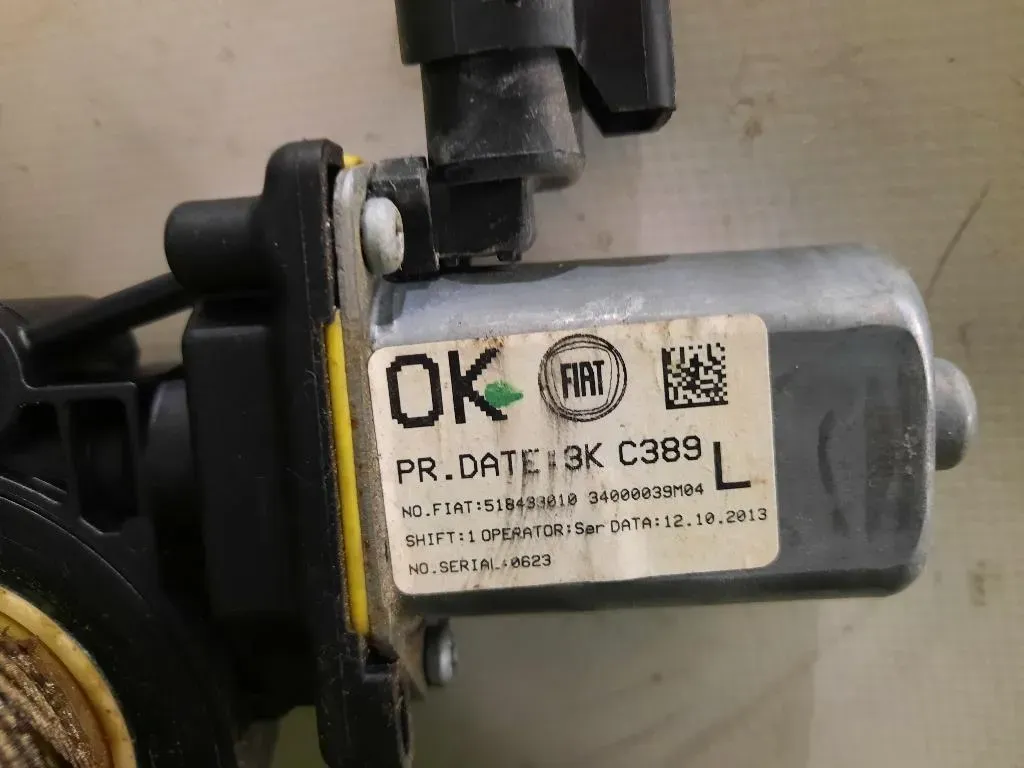 OK FIAT
PR.DATE:3K C389 L
NO.FIAT:518433010 34000039M04
SHIFT:1 OPERATOR:Ser DATA:12.10.2013
NO.SERIAL:0623